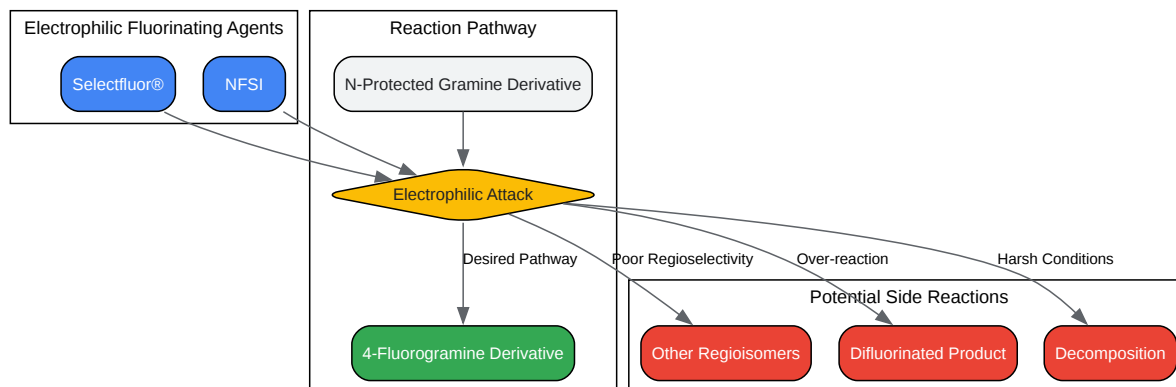 Electrophilic Fluorinating Agents
Reaction Pathway
Selectfluor®
NFSI
N-Protected Gramine Derivative
Electrophilic Attack
Desired Pathway
Poor Regioselectivity
Over-reaction
Harsh Conditions
Potential Side Reactions
4-Fluorogramine Derivative
Other Regioisomers
Difluorinated Product
Decomposition